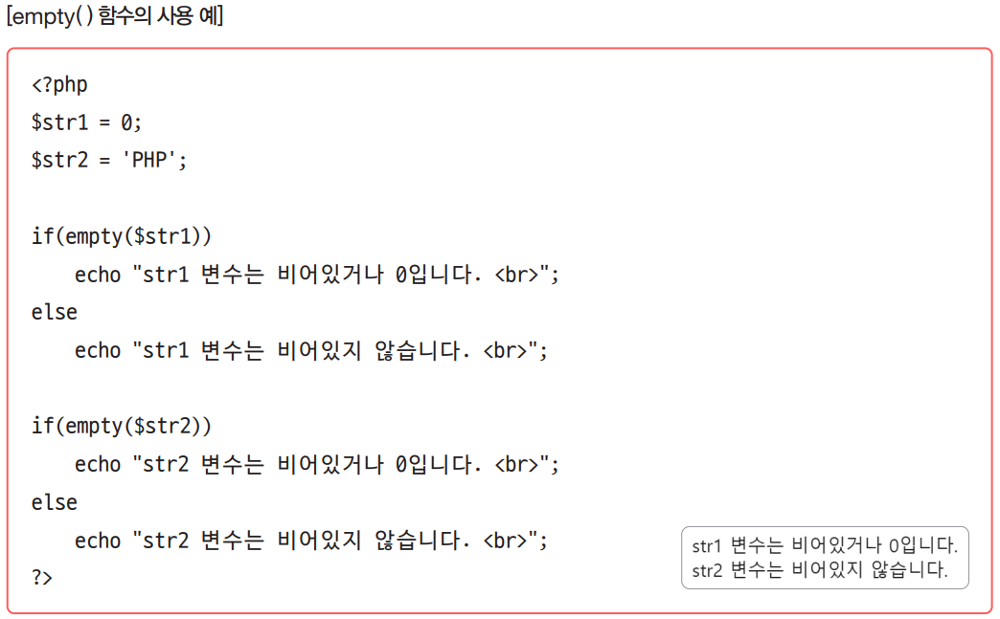 [empty( ) 함수의 사용 예]
<?php
$str1 = 0;
$str2 = 'PHP';
if(empty($str1))
echo "str1 변수는 비어있거나 0입니다. <br>";
else
echo "str1 변수는 비어있지 않습니다. <br>";
if(empty($str2))
echo "str2 변수는 비어있거나 0입니다. <br>";
else
echo "str2 변수는 비어있지 않습니다. <br>";
?>
str1 변수는 비어있거나 0입니다.
str2 변수는 비어있지 않습니다.